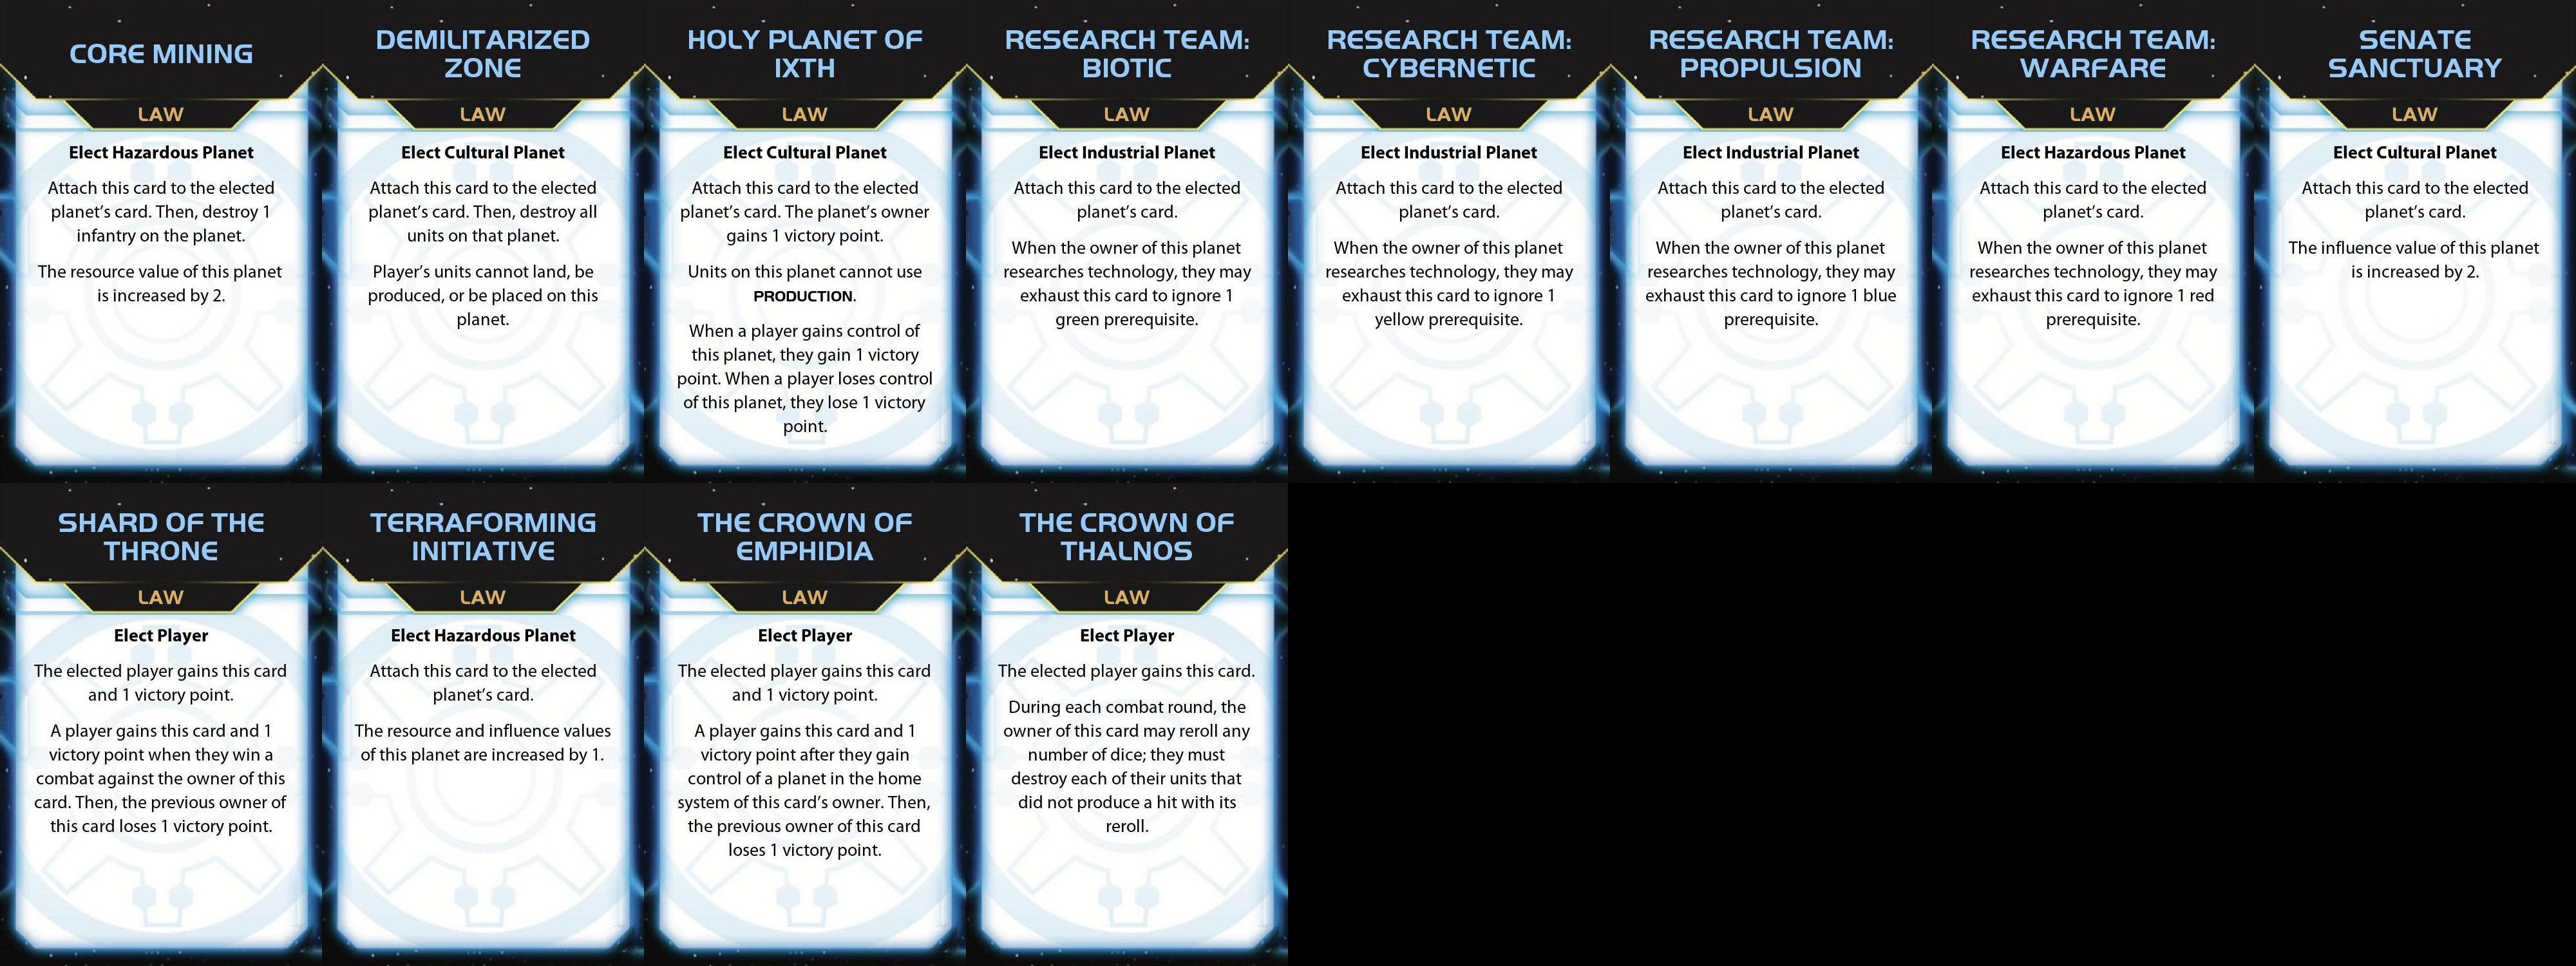 CORE MINING
LAW
Elect Hazardous Planet
Attach this card to the elected
planet’s card. Then, destroy 1
infantry on the planet.
The resource value of this planet
is increased by 2.
DEMILITARIZED
ZONE
LAW
Elect Cultural Planet
Attach this card to the elected
planet’s card. Then, destroy all
units on that planet.
Player’s units cannot land, be
produced, or be placed on this
planet.
HOLY PLANET OF
IXTH
LAW
Elect Cultural Planet
Attach this card to the elected
planet’s card. The planet’s owner
gains 1 victory point.
Units on this planet cannot use
PRODUCTION.
When a player gains control of
this planet, they gain 1 victory
point. When a player loses control
of this planet, they lose 1 victory
point.
RESEARCH TEAM:
BIOTIC
LAW
Elect Industrial Planet
Attach this card to the elected
planet’s card.
When the owner of this planet
researches technology, they may
exhaust this card to ignore 1
green prerequisite.
RESEARCH TEAM:
CYBERNETIC
LAW
Elect Industrial Planet
Attach this card to the elected
planet’s card.
When the owner of this planet
researches technology, they may
exhaust this card to ignore 1
yellow prerequisite.
RESEARCH TEAM:
PROPULSION
LAW
Elect Industrial Planet
Attach this card to the elected
planet’s card.
When the owner of this planet
researches technology, they may
exhaust this card to ignore 1 blue
prerequisite.
RESEARCH TEAM:
WARFARE
LAW
Elect Hazardous Planet
Attach this card to the elected
planet’s card.
When the owner of this planet
researches technology, they may
exhaust this card to ignore 1 red
prerequisite.
SENATE
SANCTUARY
LAW
Elect Cultural Planet
Attach this card to the elected
planet’s card.
The influence value of this planet
is increased by 2.
SHARD OF THE
THRONE
LAW
Elect Player
The elected player gains this card
and 1 victory point.
A player gains this card and 1
victory point when they win a
combat against the owner of this
card. Then, the previous owner of
this card loses 1 victory point.
TERRAFORMING
INITIATIVE
LAW
Elect Hazardous Planet
Attach this card to the elected
planet’s card.
The resource and influence values
of this planet are increased by 1.
THE CROWN OF
EMPHIDIA
LAW
Elect Player
The elected player gains this card
and 1 victory point.
A player gains this card and 1
victory point after they gain
control of a planet in the home
system of this card’s owner. Then,
the previous owner of this card
loses 1 victory point.
THE CROWN OF
THALNOS
LAW
Elect Player
The elected player gains this card.
During each combat round, the
owner of this card may reroll any
number of dice; they must
destroy each of their units that
did not produce a hit with its
reroll.